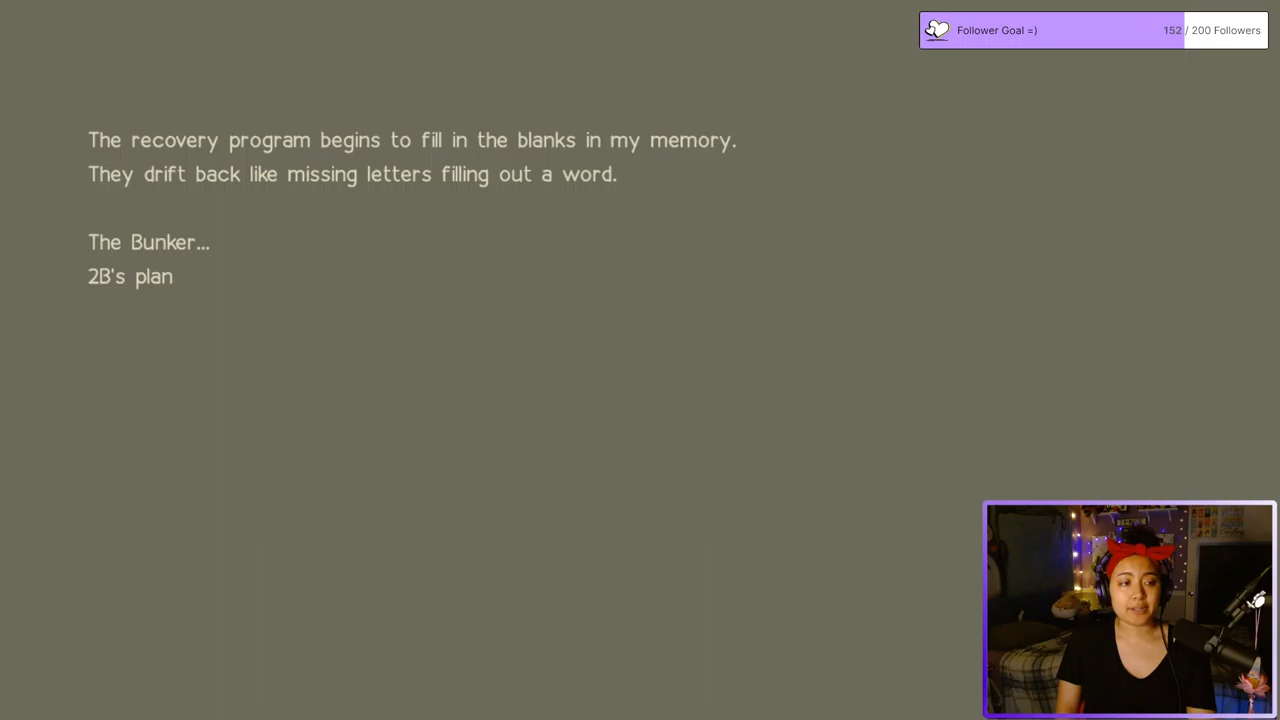 Follower Goal =)
152 / 200 Followers
The recovery program begins to fill in the blanks in my memory.
They drift back like missing letters filling out a word.
The Bunker...
2B's plan